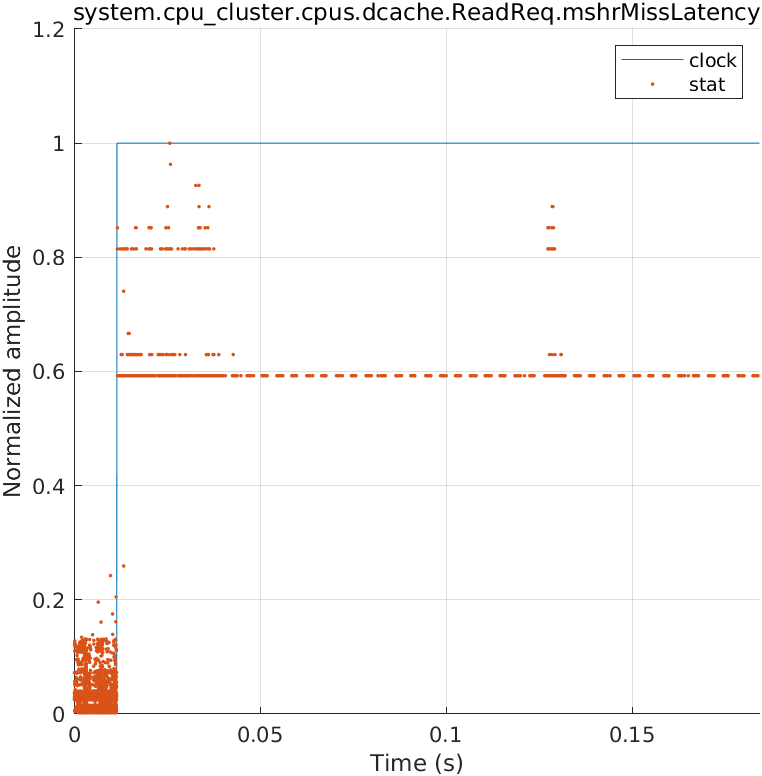 system.cpu_cluster.cpus.dcache.ReadReq.mshrMissLatency
1.2
clock
stat
1
0.8
0.6
0.4
0.2
0
Normalized amplitude
0
0.05
0.1
0.15
Time (s)